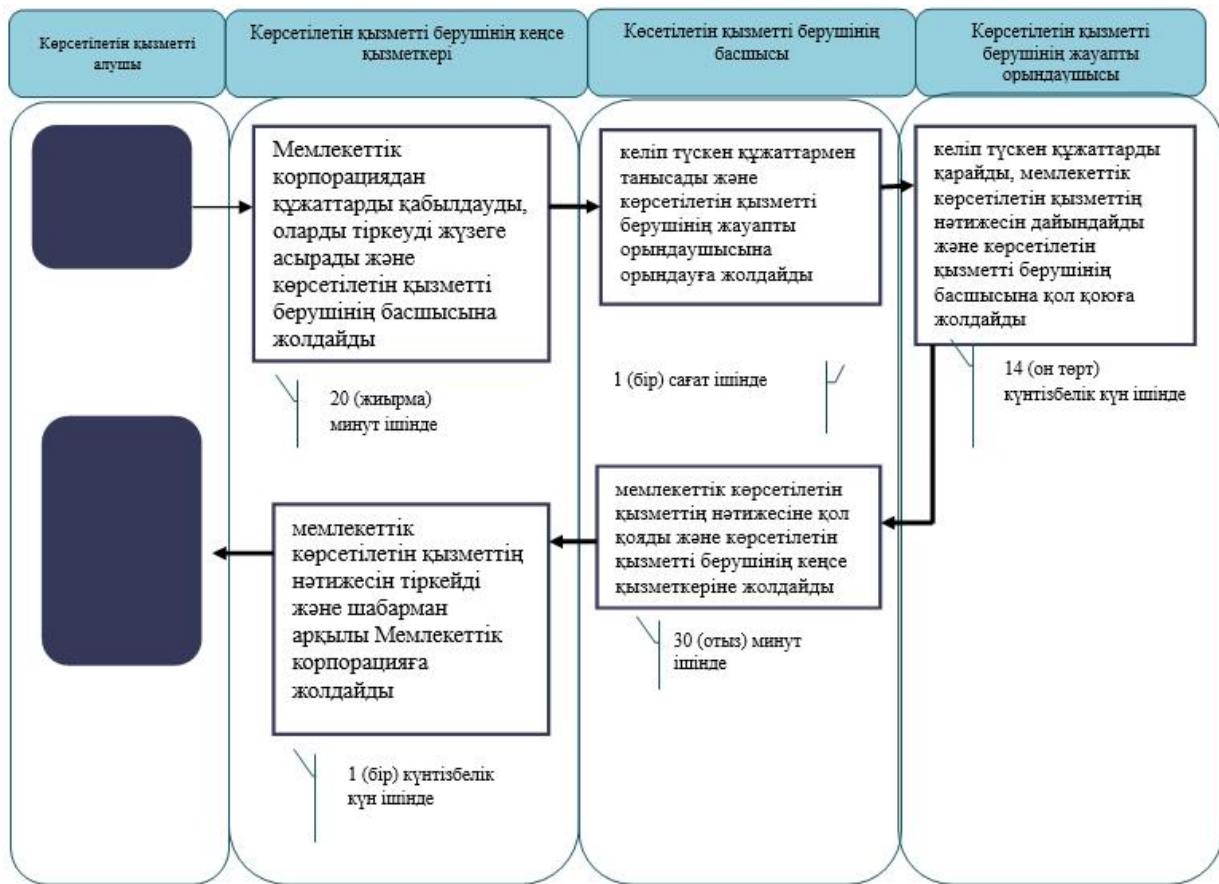 Көрсетілетін қызметті
алушы
Көрсетілетін қызметті берушінің кеңсе
қызметкері
Көсетілетін қызметті берушінің
басшысы
Көрсетілетін қызметті
берушінің жауапты
орындаушысы
Мемлекеттік
корпорациядан
құжаттарды қабылдауды,
оларды тіркеуді жүзеге
асырады және
көрсетілетін қызметті
берушінің басшысына
жолдайды
20 (жиырма)
минут ішінде
келіп түскен құжаттармен
танысады және
көрсетілетін қызметті
берушінің жауапты
орындаушысына
орындауға жолдайды
1 (бір) сағат ішінде
келіп түскен құжаттарды
қарайды, мемлекеттік
көрсетілетін қызметтің
нәтижесін дайындайды
және көрсетілетін
қызметті берушінің
басшысына қол қоюға
жолдайды
14 (он төрт)
күнтізбелік күн ішінде
мемлекеттік көрсетілетін
қызметтің нәтижесіне қол
қояды және көрсетілетін
қызметті берушінің кеңсе
қызметкеріне жолдайды
30 (отыз) минут
ішінде
мемлекеттік
көрсетілетін қызметтің
нәтижесін тіркейді
және шабарман
арқылы Мемлекеттік
корпорацияға
жолдайды
1 (бір) күнтізбелік
күн ішінде